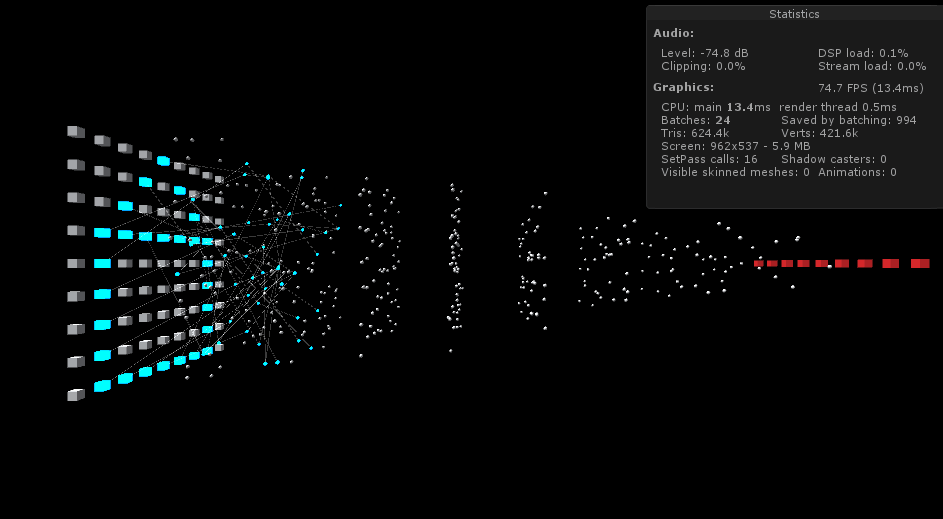 Statistics
Audio:
Level: -74.8 dB DSP load: 0.1%
Clipping: 0.0% Stream load: 0.0%
Graphics: 74.7 FPS (13.4ms)
CPU: main 13.4ms render thread 0.5ms
Batches: 24 Saved by batching: 994
Tris: 624.4k Verts: 421.6k
Screen: 962x537 - 5.9 MB
SetPass calls: 16 Shadow casters: 0
Visible skinned meshes: 0 Animations: 0